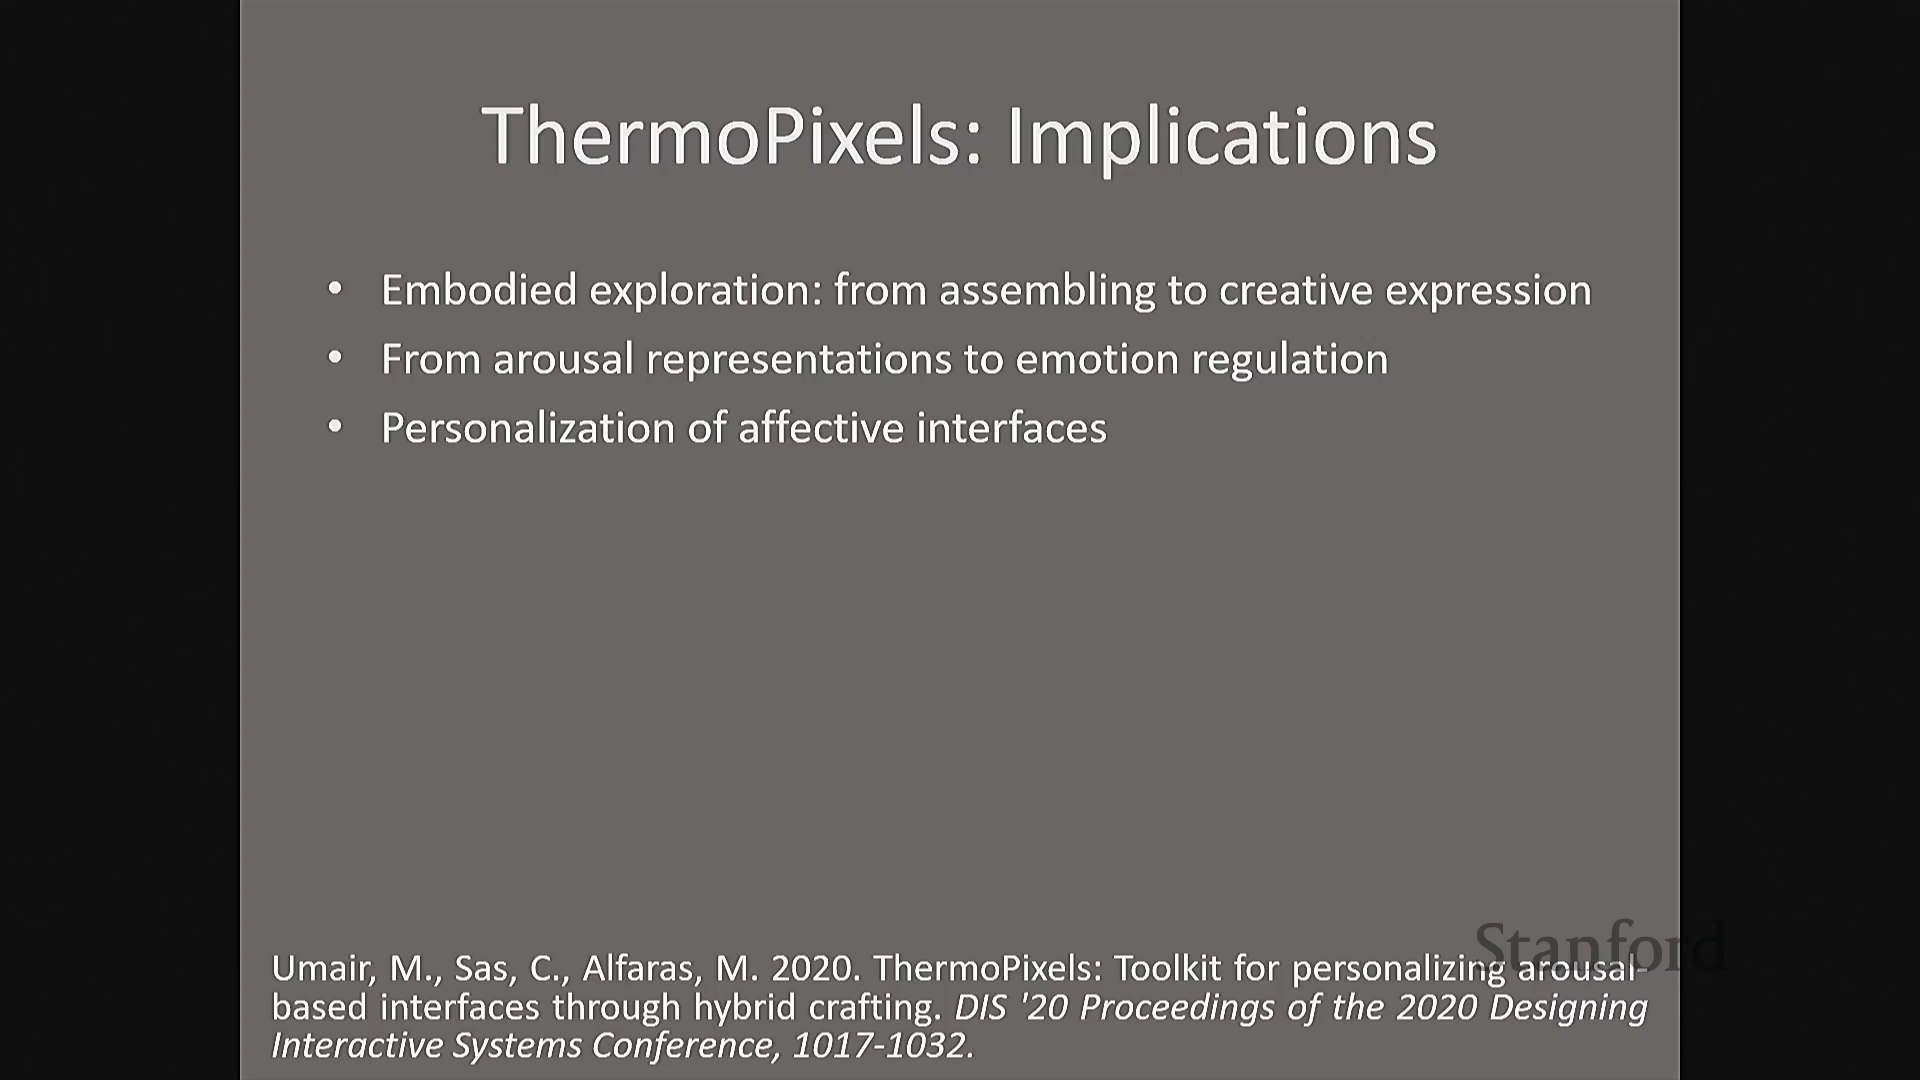 ThermoPixels: Implications
• Embodied exploration: from assembling to creative expression
• From arousal representations to emotion regulation
• Personalization of affective interfaces
Stanford
Umair, M., Sas, C., Alfaras, M. 2020. ThermoPixels: Toolkit for personalizing arousal-
based interfaces through hybrid crafting. DIS '20 Proceedings of the 2020 Designing
Interactive Systems Conference, 1017-1032.